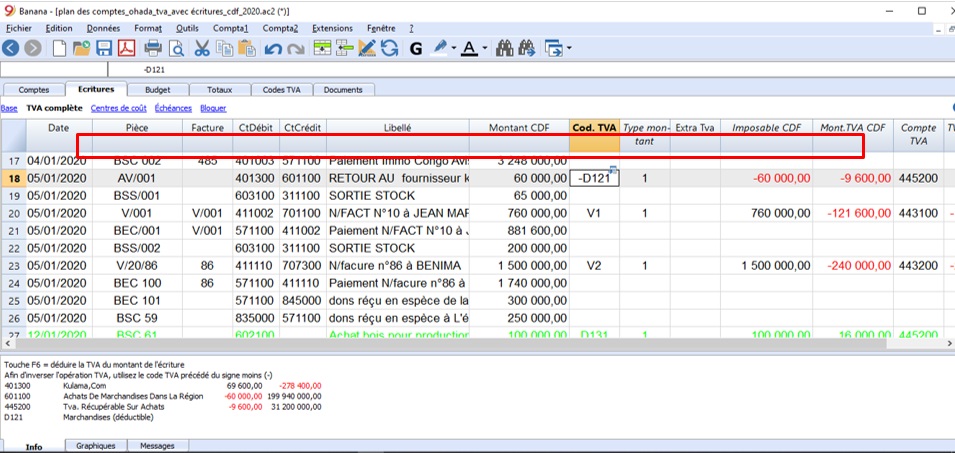 Banana - [plan des comptes_ohada_tva_avec écritures_cdf_2020.ac2 (*)]
Fichier Edition Données Format Outils Compta1 Compta2 Extensions Fenêtre ?
G A
-D121
Comptes Ecritures Budget Totaux Codes TVA Documents
Base TVA complète Centres de coût Échéances Bloquer
Date Pièce Facture CtDébit CtCrédit Libellé Montant CDF Cod. TVA Type mon- Extra Tva Imposable CDF Mont.TVA CDF Compte
tant TVA
17 04/01/2020 BSC 002 485 401003 571100 Paiement Immo Congo Avi 3 248 000,00
18 05/01/2020 AV/001 401300 601100 RETOUR AU fournisseur k 60 000,00 -D121 1 -60 000,00 -9 600,00 445200
19 05/01/2020 BSS/001 603100 311100 SORTIE STOCK 65 000,00
20 05/01/2020 V/001 V/001 411002 701100 N/FACT N°10 à JEAN MAR 760 000,00 V1 1 760 000,00 -121 600,00 443100
21 05/01/2020 BEC/001 V/001 571100 411002 Paiement N/FACT N°10 à 881 600,00
22 05/01/2020 BSS/002 603100 311100 SORTIE STOCK 200 000,00
23 05/01/2020 V/20/86 86 411110 707300 N/facure n°86 à BENIMA 1 500 000,00 V2 1 1 500 000,00 -240 000,00 443200
24 05/01/2020 BEC 100 86 571100 411110 Paiement N/facure n°86 à 1 740 000,00
25 05/01/2020 BEC 101 571100 845000 dons réçu en espèce de la 300 000,00
26 05/01/2020 BSC 59 835000 571100 dons reçu en espèce à L'é 250 000,00
27 12/01/2020 BSC 61 602100 Achat bois pour production 100 000,00 D131 1 100 000,00 16 000,00 445200
Touche F6 = déduire la TVA du montant de l'écriture
Afin d'inverser l'opération TVA, utilisez le code TVA précédé du signe moins (-)
401300 Kulama,Com 69 600,00 -278 400,00
601100 Achats De Marchandises Dans La Région -60 000,00 199 940 000,00
445200 Tva. Récupérable Sur Achats -9 600,00 31 200 000,00
D121 Marchandises (déductible)
Info Graphiques Messages